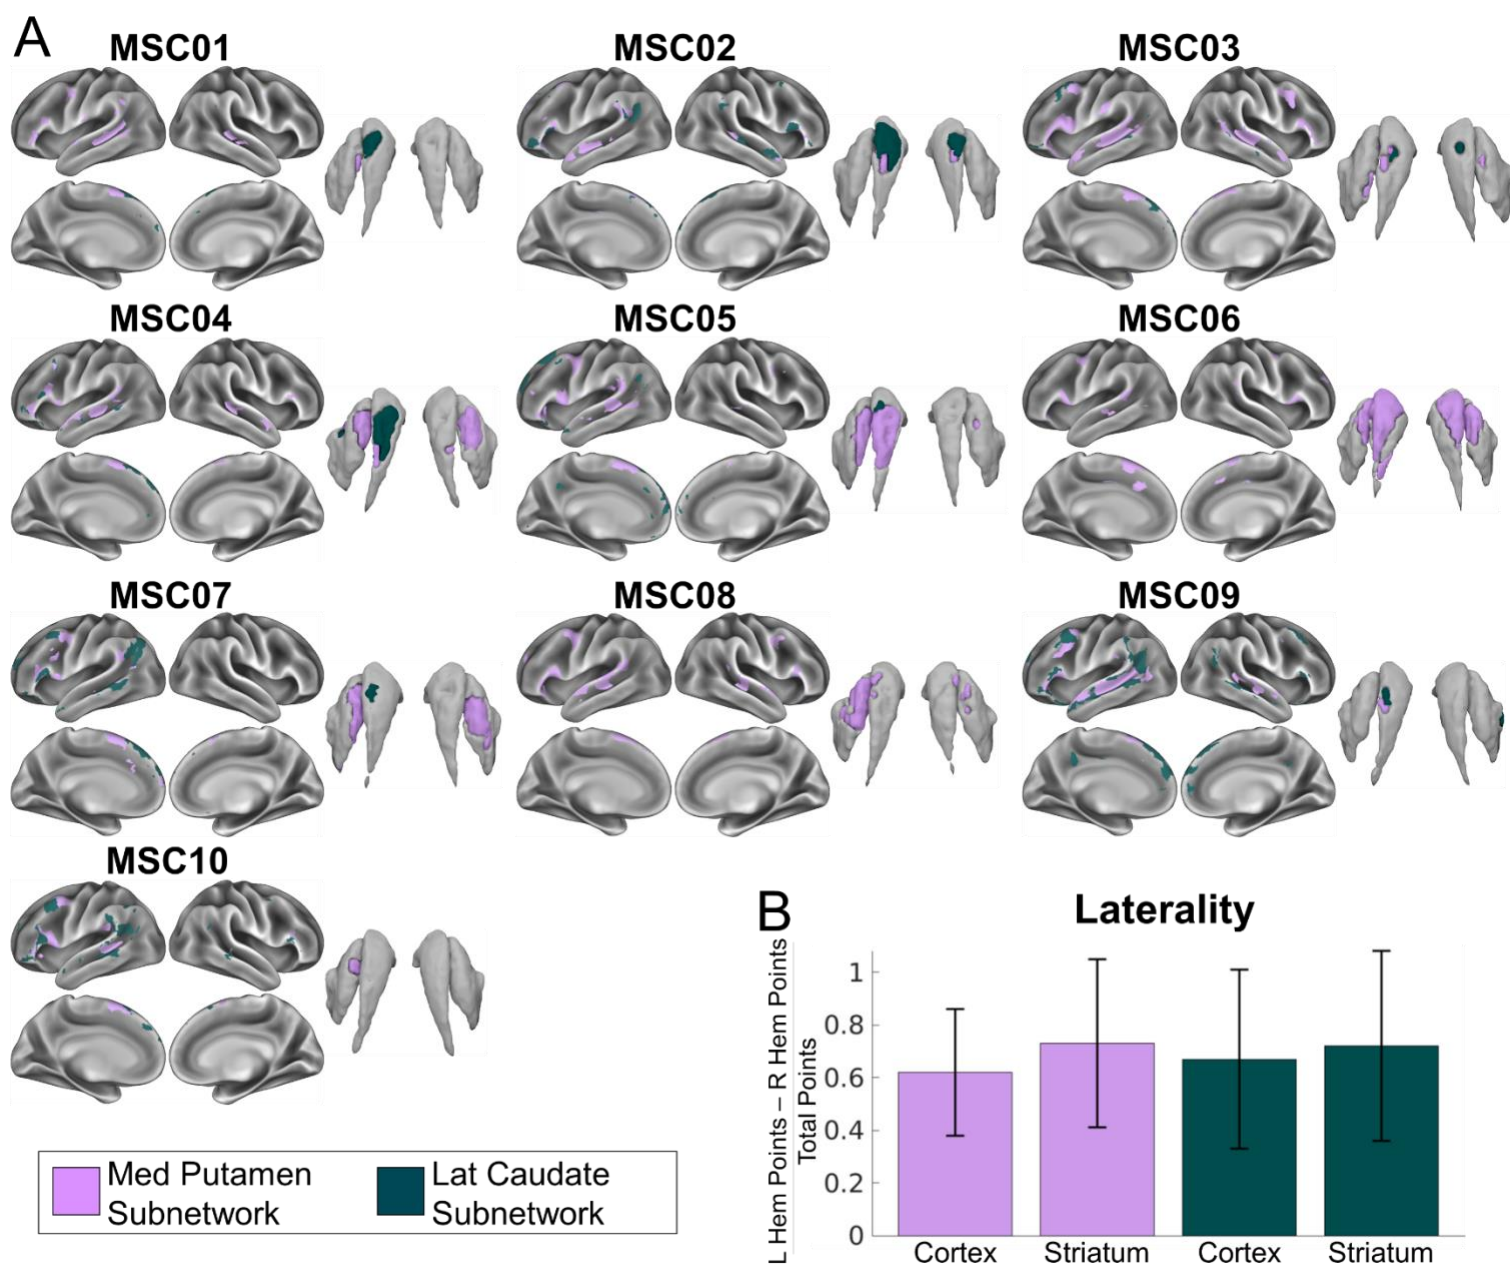 A
MSC01
MSC02
MSC03
MSC04
MSC05
MSC06
MSC07
MSC08
MSC09
MSC10
Med Putamen
Subnetwork
Lat Caudate
Subnetwork
B
Laterality
L Hem Points – R Hem Points
Total Points
1
0.8
0.6
0.4
0.2
0
Cortex
Striatum
Cortex
Striatum